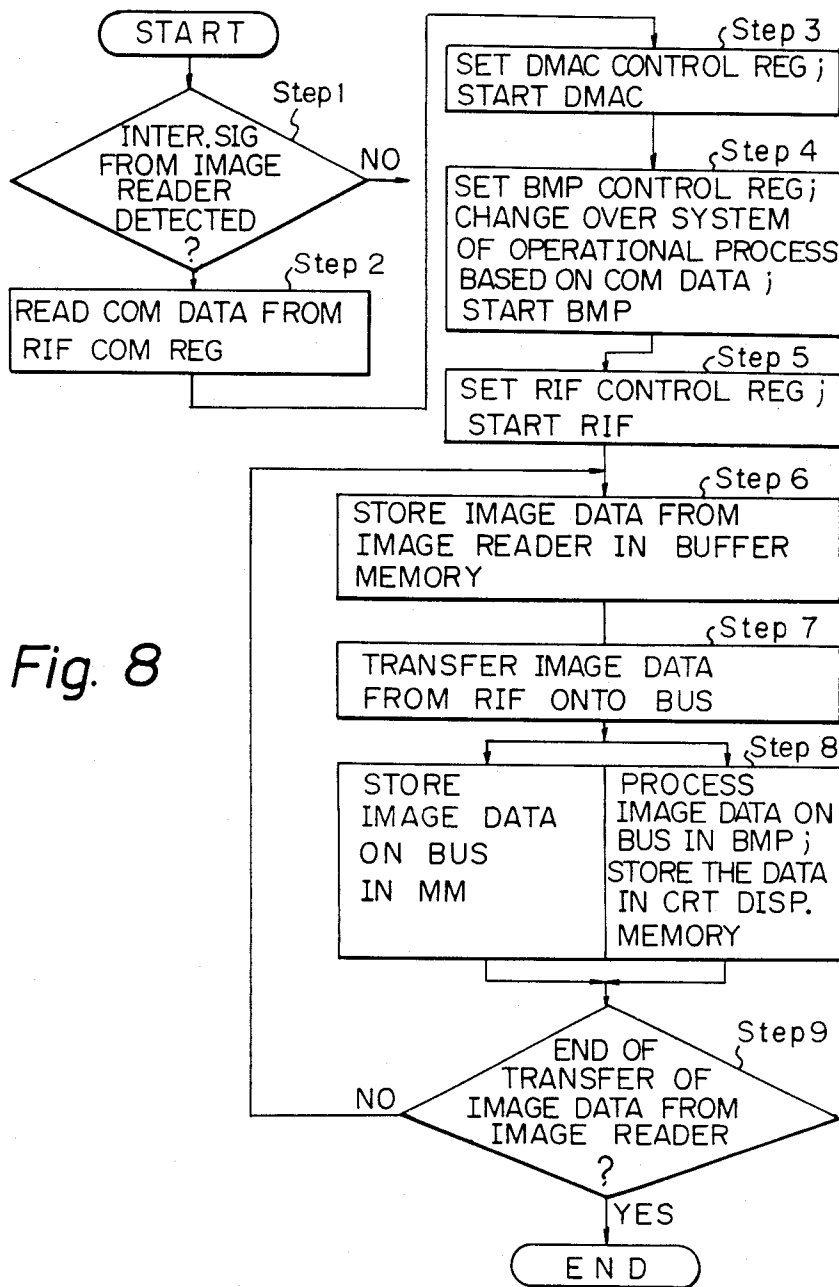 START
Step 1
INTER. SIG
FROM IMAGE
READER
DETECTED
?
NO
Step 2
READ COM DATA FROM
RIF COM REG
Step 3
SET DMAC CONTROL REG ;
START DMAC
Step 4
SET BMP CONTROL REG ;
CHANGE OVER SYSTEM
OF OPERATIONAL PROCESS
BASED ON COM DATA ;
START BMP
Step 5
SET RIF CONTROL REG ;
START RIF
Step 6
STORE IMAGE DATA FROM
IMAGE READER IN BUFFER
MEMORY
Step 7
TRANSFER IMAGE DATA
FROM RIF ONTO BUS
Fig. 8
Step 8
STORE
IMAGE DATA
ON BUS
IN MM
PROCESS
IMAGE DATA ON
BUS IN BMP ;
STORE THE DATA
IN CRT DISP.
MEMORY
Step 9
END OF
TRANSFER OF
IMAGE DATA FROM
IMAGE READER
?
NO
YES
END